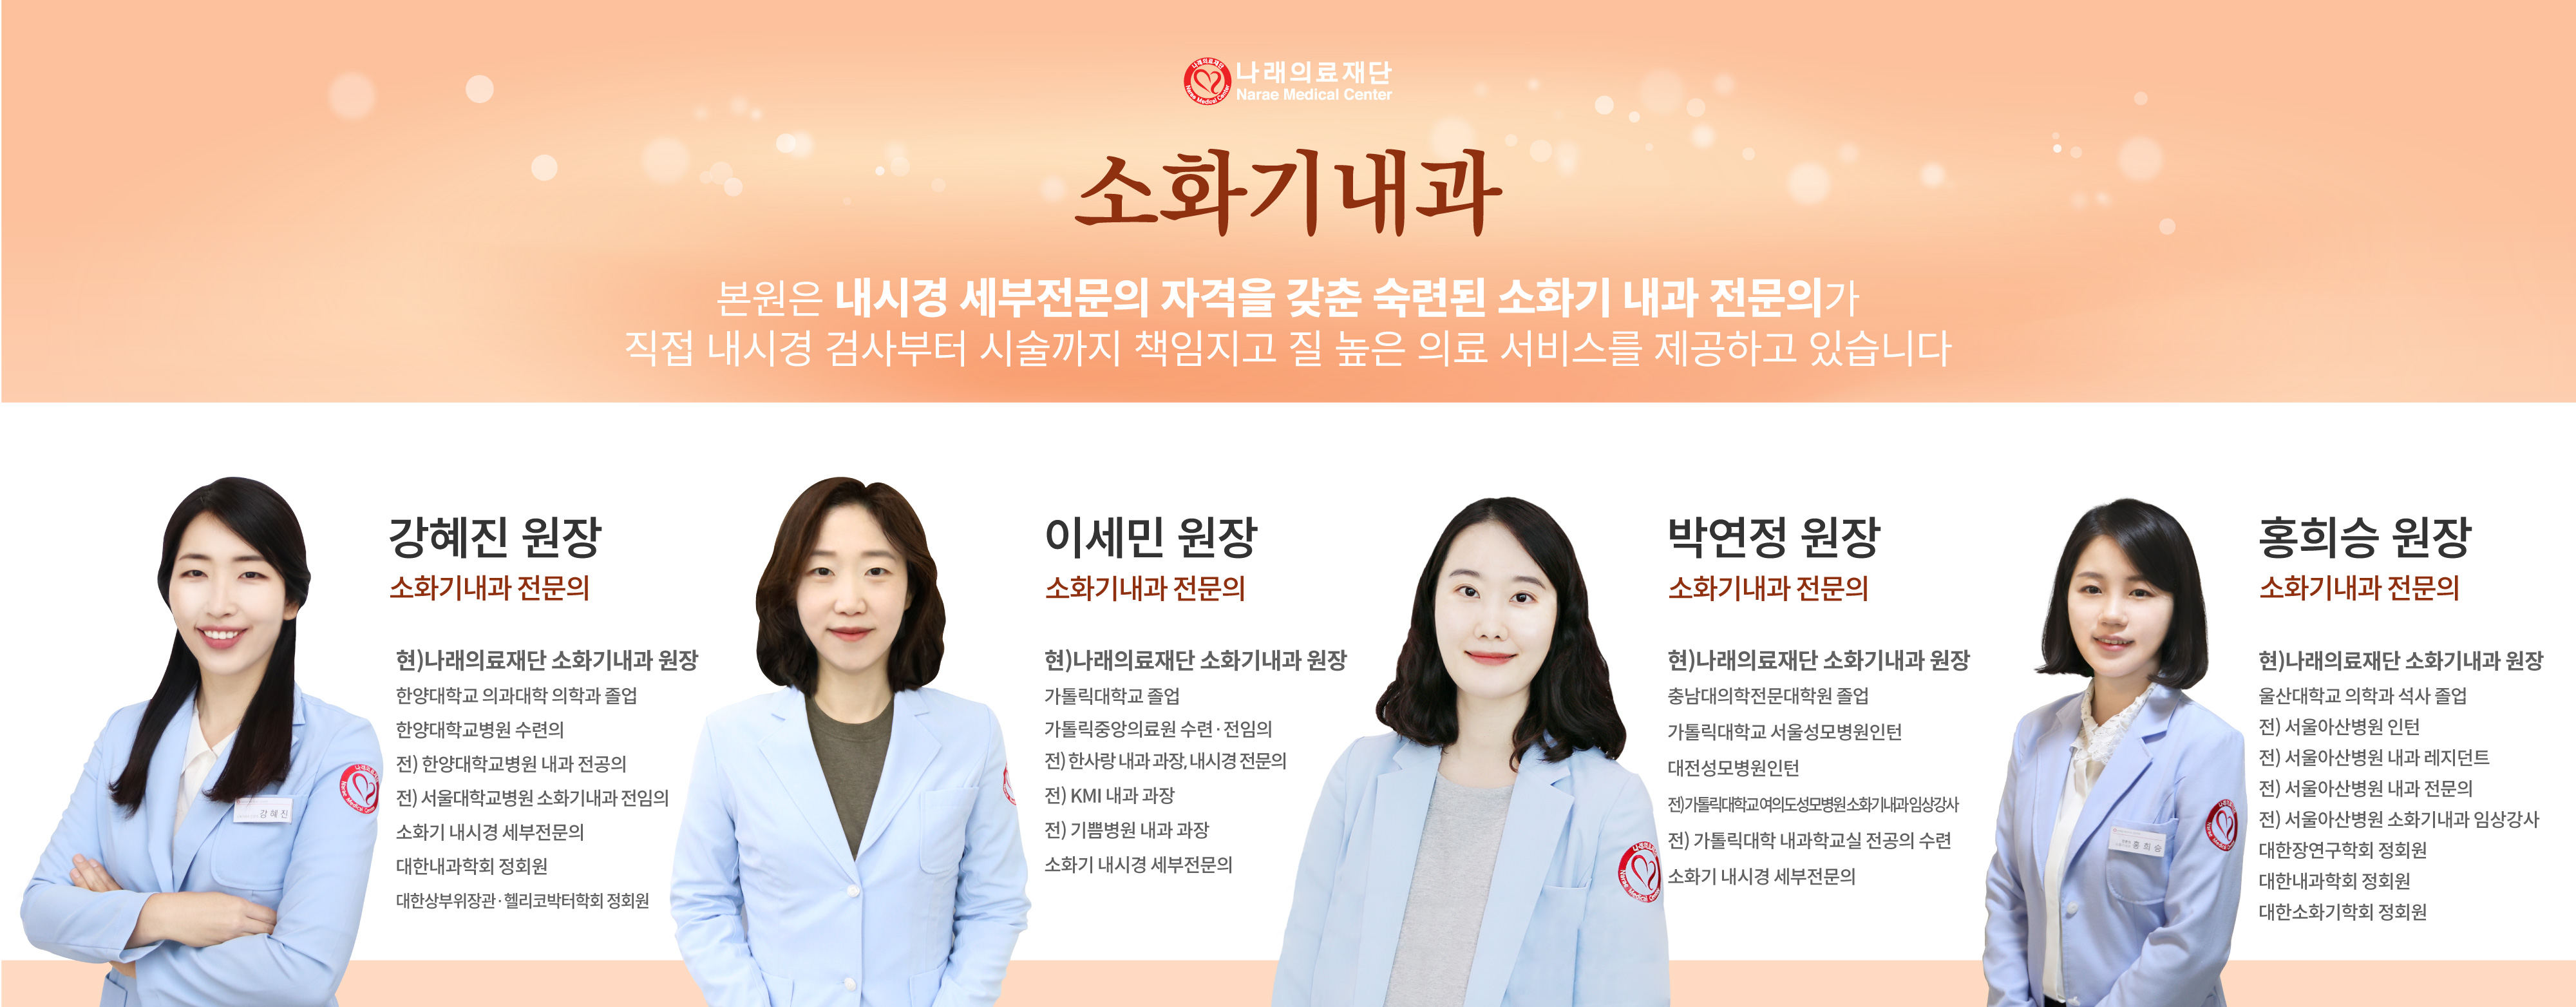 나래의료재단
Narae Medical Center
소화기내과
본원은 내시경 세부전문의 자격을 갖춘 숙련된 소화기 내과 전문의가
직접 내시경 검사부터 시술까지 책임지고 질 높은 의료 서비스를 제공하고 있습니다
강혜진 원장
소화기내과 전문의
현)나래의료재단 소화기내과 원장
한양대학교 의과대학 의학과 졸업
한양대학교병원 수련의
전) 한양대학교병원 내과 전공의
전) 서울대학교병원 소화기내과 전임의
소화기 내시경 세부전문의
대한내과학회 정회원
대한상부위장관·헬리코박터학회 정회원
강혜진
이세민 원장
소화기내과 전문의
현)나래의료재단 소화기내과 원장
가톨릭대학교 졸업
가톨릭중앙의료원 수련·전임의
전) 한사랑 내과 과장, 내시경 전문의
전) KMI 내과 과장
전) 기쁨병원 내과 과장
소화기 내시경 세부전문의
박연정 원장
소화기내과 전문의
현)나래의료재단 소화기내과 원장
충남대의학전문대학원 졸업
가톨릭대학교 서울성모병원인턴
대전성모병원인턴
전)가톨릭대학교 여의도성모병원 소화기내과 임상강사
전) 가톨릭대학 내과학교실 전공의 수련
소화기 내시경 세부전문의
홍희승 원장
소화기내과 전문의
현)나래의료재단 소화기내과 원장
울산대학교 의학과 석사 졸업
전) 서울아산병원 인턴
전) 서울아산병원 내과 레지던트
전) 서울아산병원 내과 전문의
전) 서울아산병원 소화기내과 임상강사
대한장연구학회 정회원
대한내과학회 정회원
대한소화기학회 정회원
홍희승